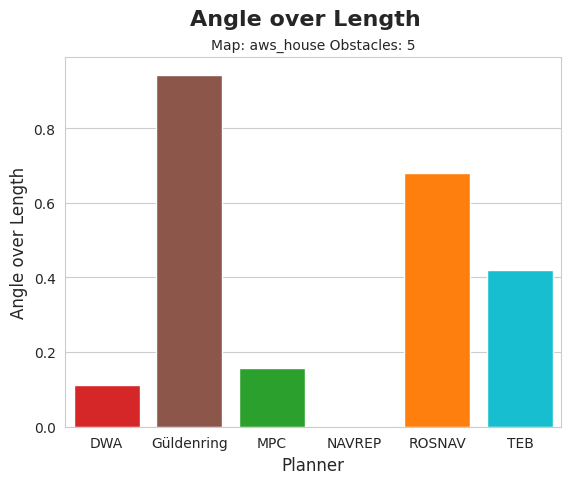 Angle over Length
Map: aws_house Obstacles: 5
Angle over Length
0.8
0.6
0.4
0.2
0.0
DWA Güldenring MPC NAVREP ROSNAV TEB
Planner